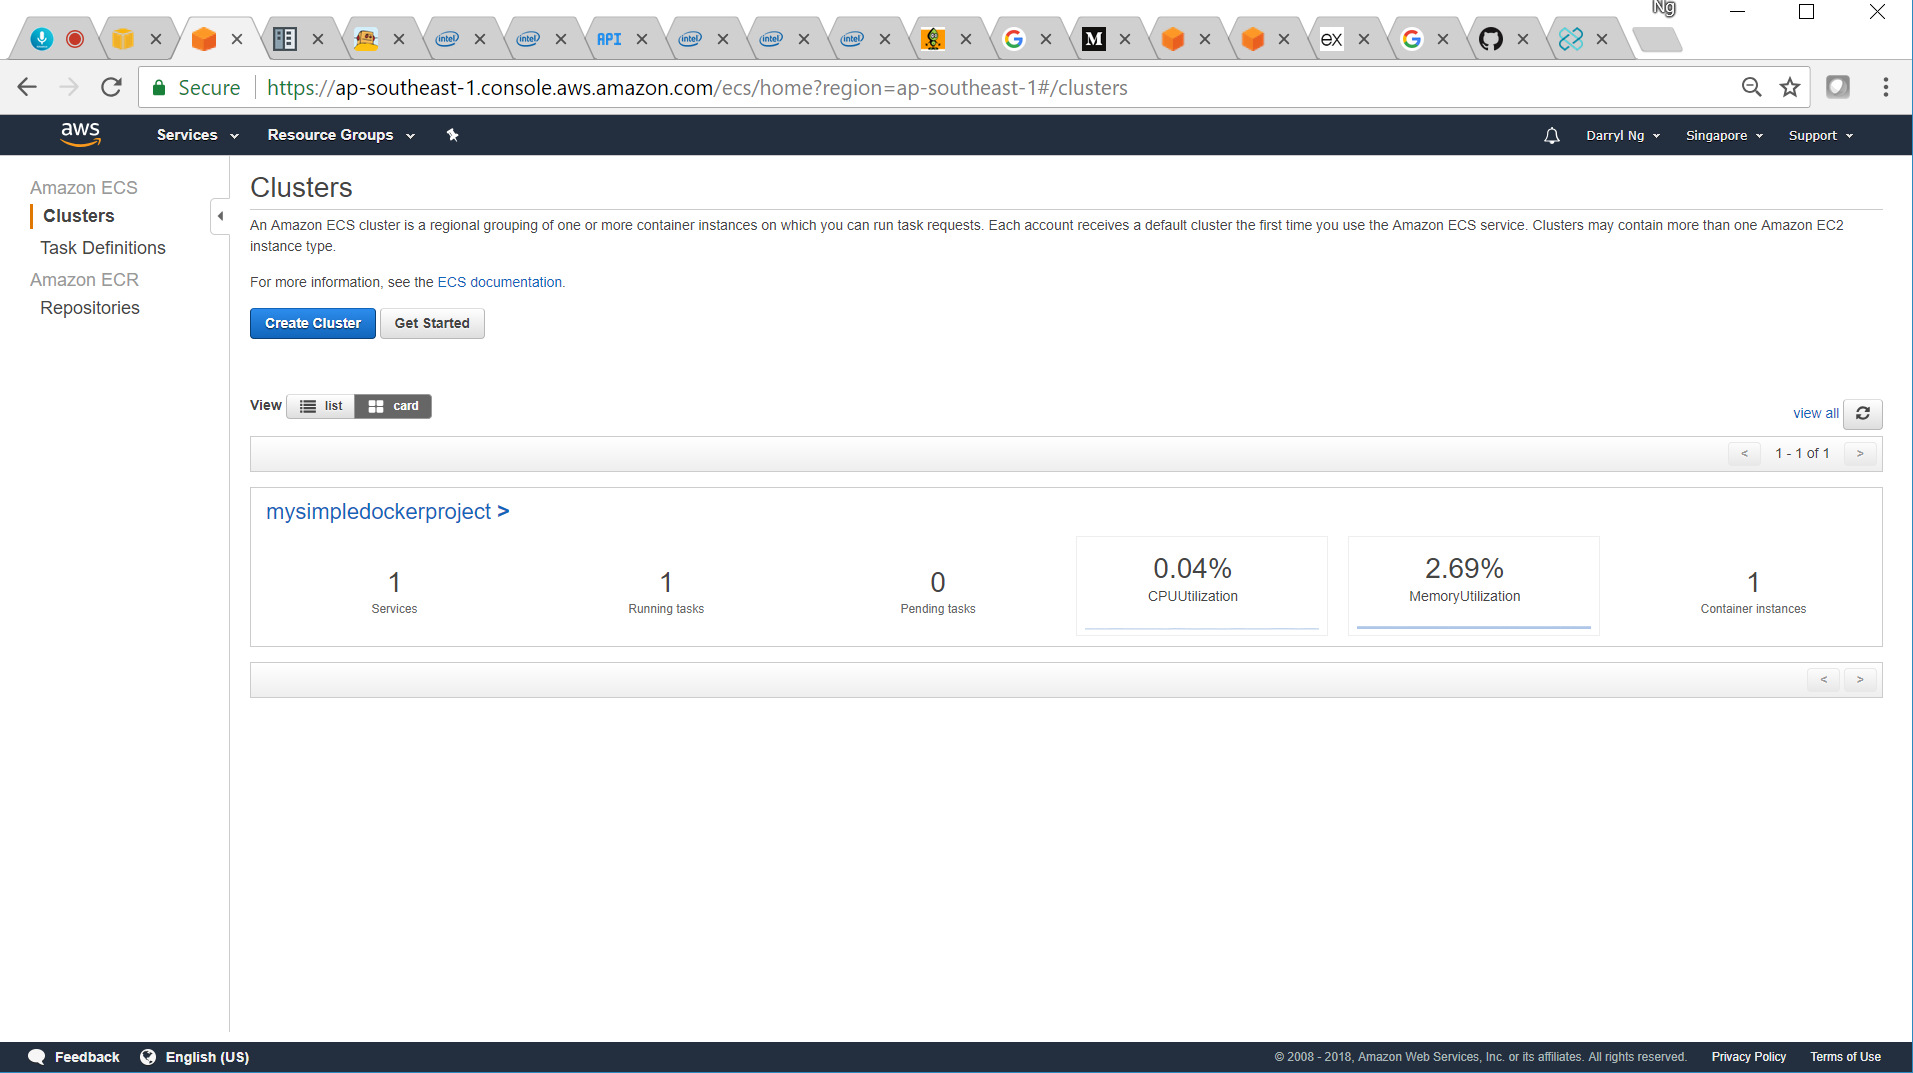 Ng
intel
intel
API
intel
intel
intel
G
M
ex
G
Secure
https://ap-southeast-1.console.aws.amazon.com/ecs/home?region=ap-southeast-1#/clusters
aws
Services
Resource Groups
Darryl Ng
Singapore
Support
Amazon ECS
Clusters
Task Definitions
Amazon ECR
Repositories
Clusters
An Amazon ECS cluster is a regional grouping of one or more container instances on which you can run task requests. Each account receives a default cluster the first time you use the Amazon ECS service. Clusters may contain more than one Amazon EC2
instance type.
For more information, see the ECS documentation.
Create Cluster
Get Started
View
list
card
view all
<
1 - 1 of 1
>
mysimpledockerproject >
1
Services
1
Running tasks
0
Pending tasks
0.04%
CPUUtilization
2.69%
MemoryUtilization
1
Container instances
<
>
Feedback
English (US)
© 2008 - 2018, Amazon Web Services, Inc. or its affiliates. All rights reserved.
Privacy Policy
Terms of Use